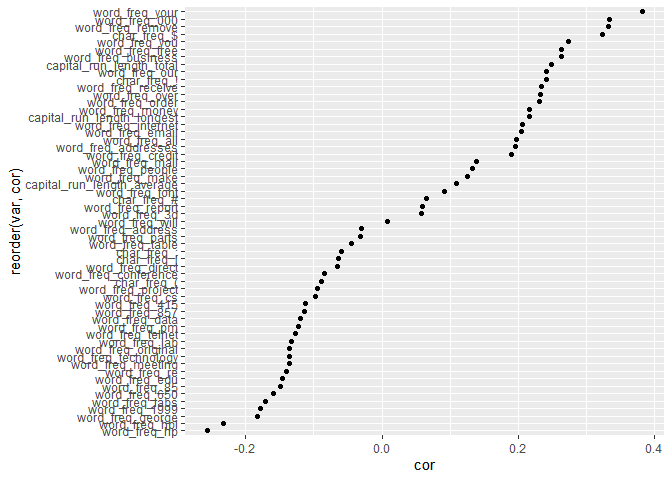 word_freq_your
word_freq_000
word_freq_remove
char_freq_$
word_freq_you
word_freq_free
word_freq_business
capital_run_length_total
word_freq_our
char_freq_!
word_freq_receive
word_freq_over
word_freq_order
word_freq_money
capital_run_length_longest
word_freq_internet
word_freq_email
word_freq_all
word_freq_addresses
word_freq_credit
word_freq_mail
word_freq_people
word_freq_make
capital_run_length_average
word_freq_font
char_freq_#
word_freq_report
word_freq_3d
word_freq_will
word_freq_address
word_freq_parts
word_freq_table
char_freq_;
char_freq_[
word_freq_direct
word_freq_conference
char_freq_(
word_freq_project
word_freq_cs
word_freq_415
word_freq_857
word_freq_data
word_freq_pm
word_freq_telnet
word_freq_lab
word_freq_original
word_freq_technology
word_freq_meeting
word_freq_re
word_freq_edu
word_freq_85
word_freq_650
word_freq_labs
word_freq_1999
word_freq_george
word_freq_hpl
word_freq_hp
reorder(var, cor)
-0.2
0.0
0.2
0.4
cor